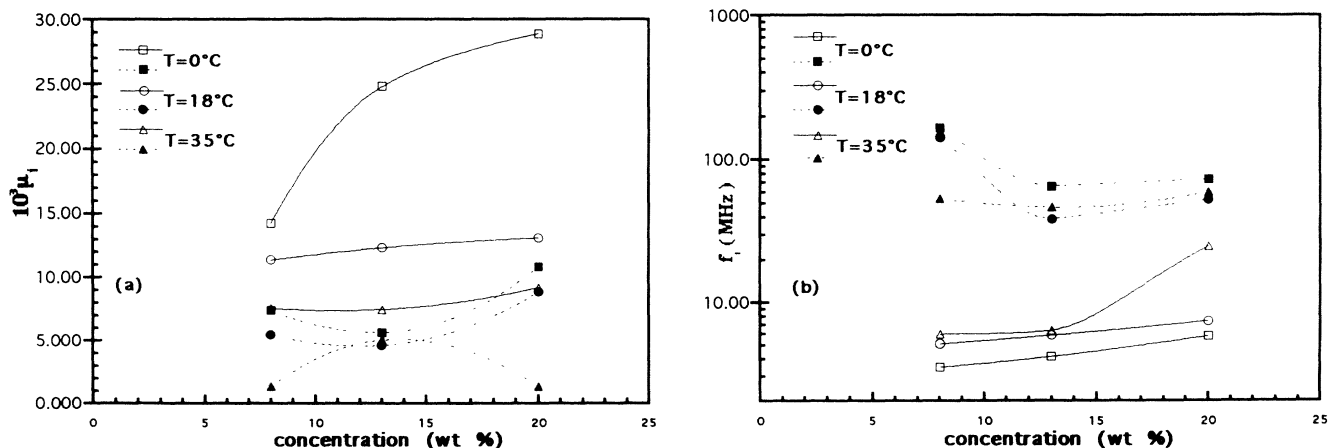 30.00
25.00
20.00
15.00
10.00
5.000
0.000
10³μᵢ
T=0°C
T=18°C
T=35°C
(a)
0 5 10 15 20 25
concentration (wt %)
1000
100.0
10.00
fᵢ (MHz)
T=0°C
T=18°C
T=35°C
(b)
0 5 10 15 20 25
concentration (wt %)